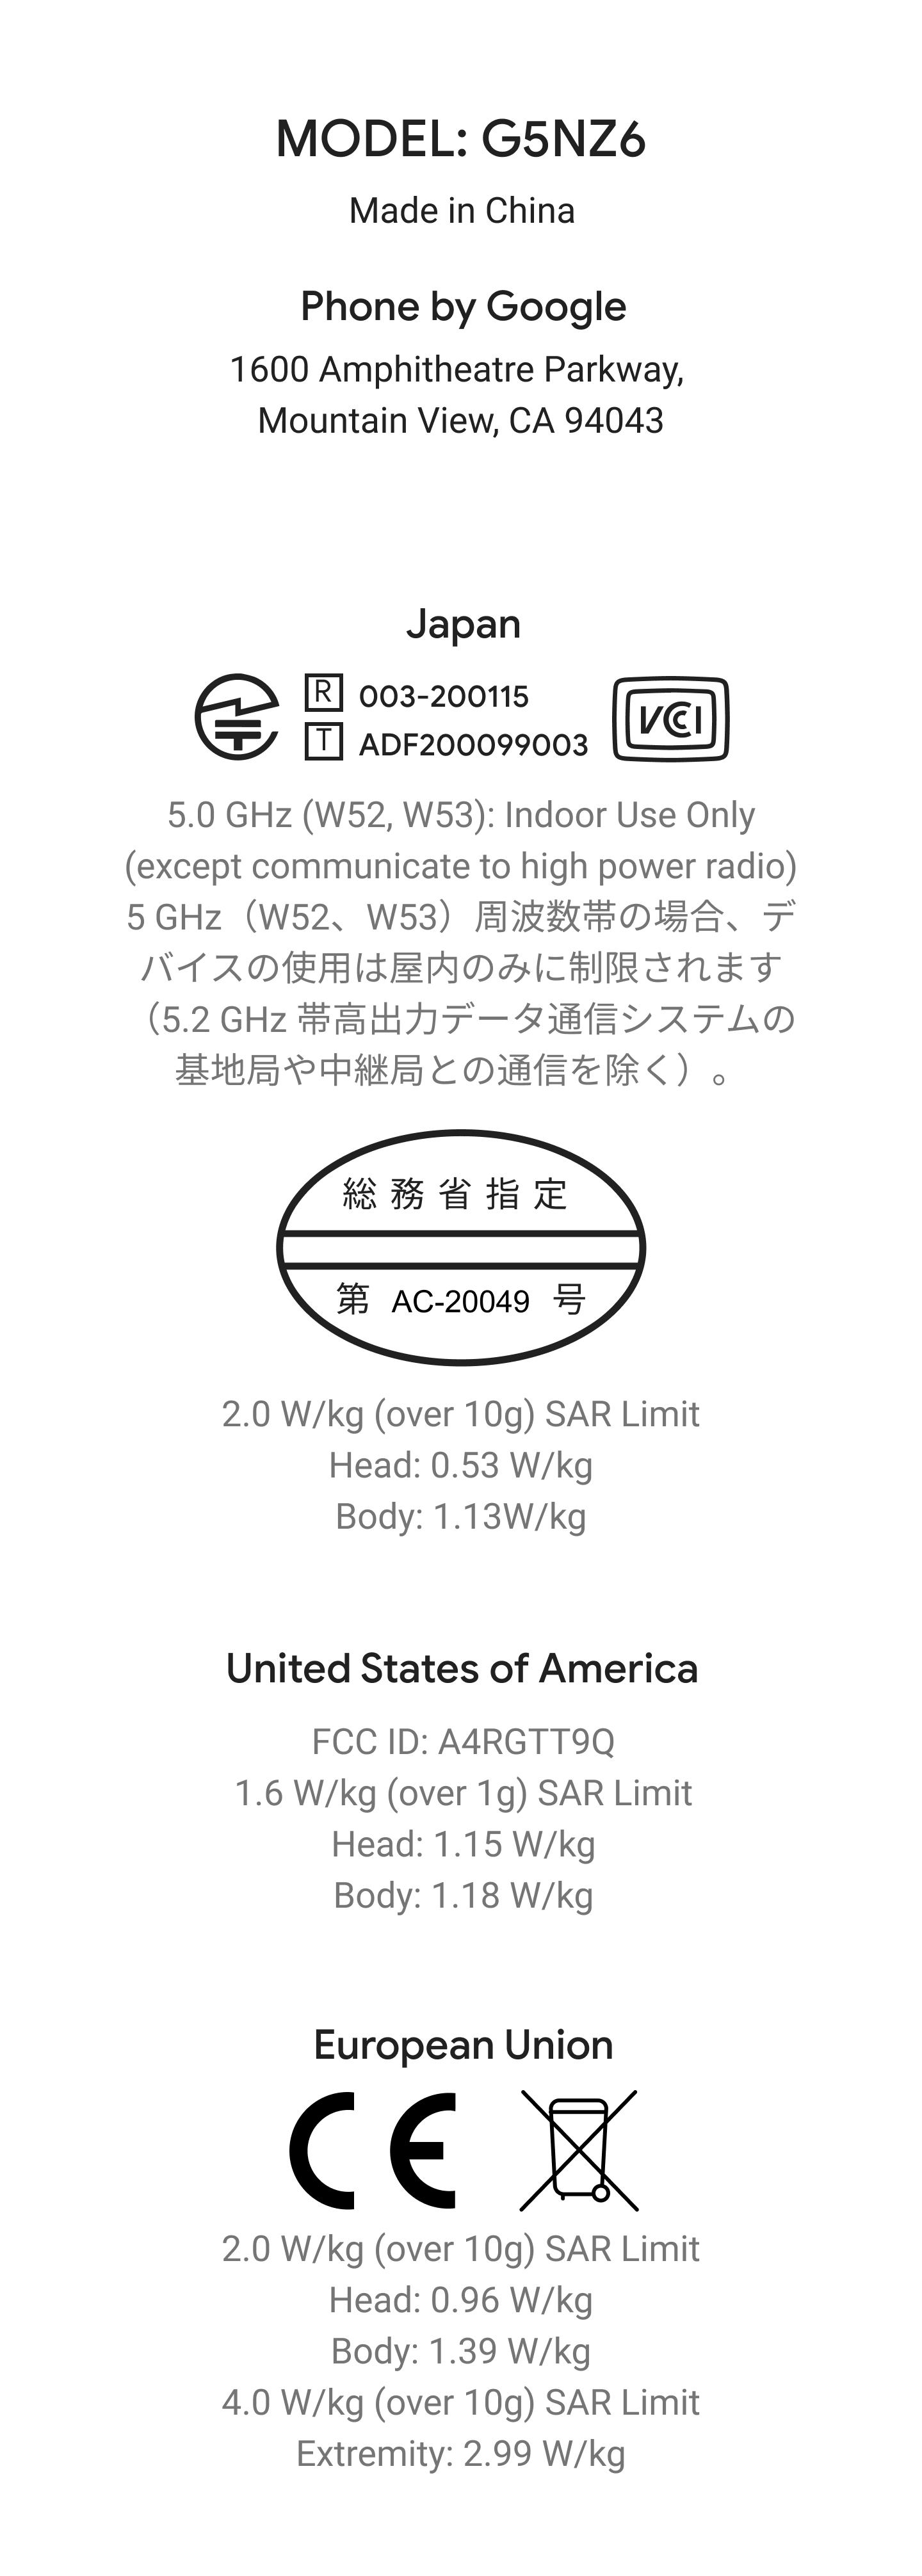 MODEL: G5NZ6
Made in China
Phone by Google
1600 Amphitheatre Parkway,
Mountain View, CA 94043
Japan
R 003-200115
T ADF200099003
VCCI
5.0 GHz (W52, W53): Indoor Use Only
(except communicate to high power radio)
5 GHz（W52、W53）周波数帯の場合、デ
バイスの使用は屋内のみに制限されます
（5.2 GHz 帯高出力データ通信システムの
基地局や中継局との通信を除く）。
総務省指定
第 AC-20049 号
2.0 W/kg (over 10g) SAR Limit
Head: 0.53 W/kg
Body: 1.13W/kg
United States of America
FCC ID: A4RGTT9Q
1.6 W/kg (over 1g) SAR Limit
Head: 1.15 W/kg
Body: 1.18 W/kg
European Union
CE
2.0 W/kg (over 10g) SAR Limit
Head: 0.96 W/kg
Body: 1.39 W/kg
4.0 W/kg (over 10g) SAR Limit
Extremity: 2.99 W/kg